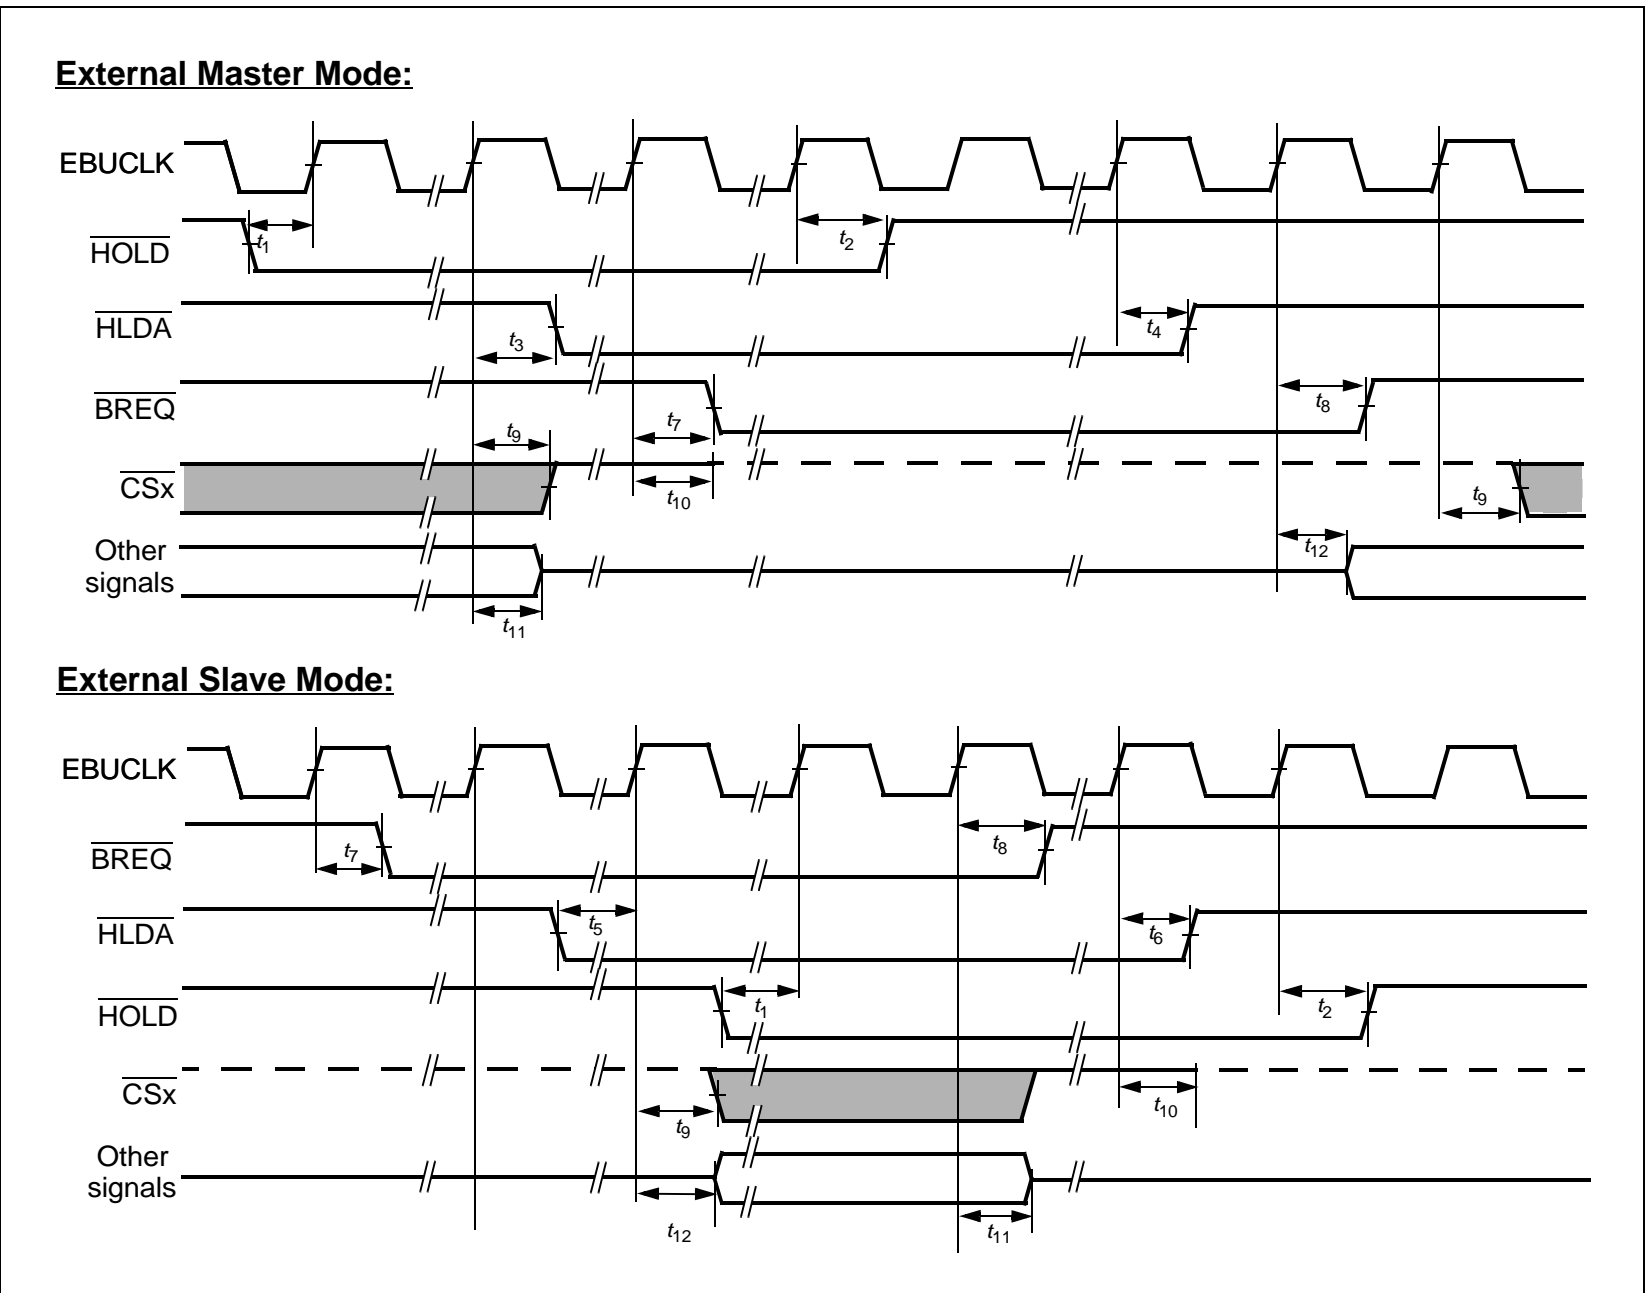 External Master Mode:
EBUCLK
HOLD
t1
t2
HLDA
t3
t4
BREQ
t7
t8
CSx
t9
t10
t9
Other
signals
t11
t12
External Slave Mode:
EBUCLK
BREQ
t7
t8
HLDA
t5
t6
HOLD
t1
t2
CSx
t9
t10
Other
signals
t12
t11